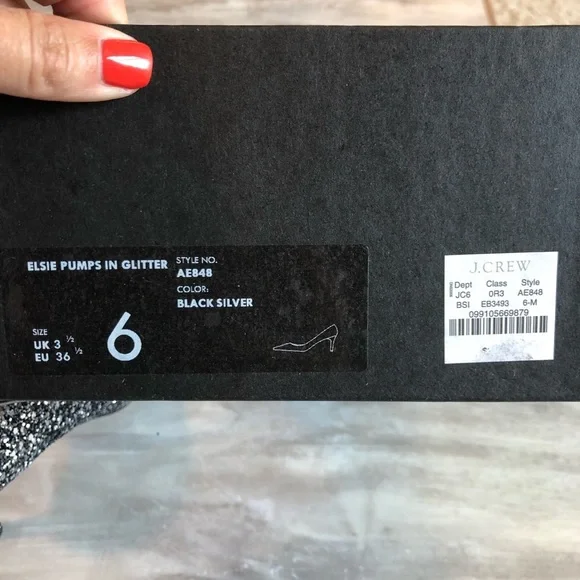 ELSIE PUMPS IN GLITTER
STYLE NO.
AE848
COLOR:
BLACK SILVER
SIZE
UK 3 ½
EU 36 ½
6
J.CREW
Dept Class Style
JC6 0R3 AE848
BSI EB3493 6-M
099105669879